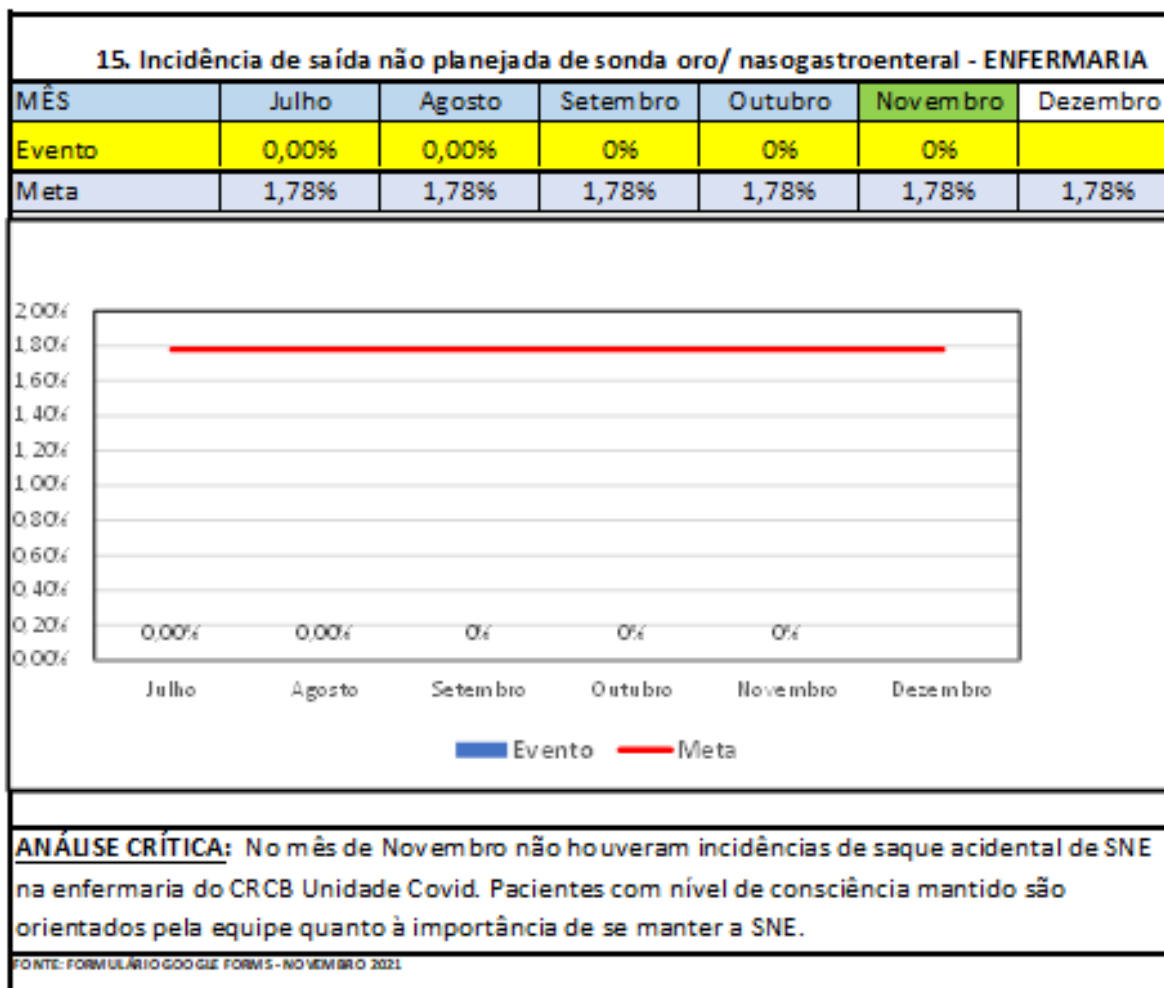 15. Incidência de saída não planejada de sonda oro/ nasogastroenteral - ENFERMARIA
MÊS Julho Agosto Setembro Outubro Novembro Dezembro
Evento 0,00% 0,00% 0% 0% 0%
Meta 1,78% 1,78% 1,78% 1,78% 1,78% 1,78%
2,00%
1,80%
1,60%
1,40%
1,20%
1,00%
0,80%
0,60%
0,40%
0,20%
0,00%
0,00% 0,00% 0% 0% 0%
Julho Agosto Setembro Outubro Novembro Dezembro
Evento Meta
ANÁLISE CRÍTICA: No mês de Novembro não houveram incidências de saque acidental de SNE
na enfermaria do CRCB Unidade Covid. Pacientes com nível de consciência mantido são
orientados pela equipe quanto à importância de se manter a SNE.
FONTE: FORMULÁRIO GOOGLE FORMS - NOVEMBRO 2021